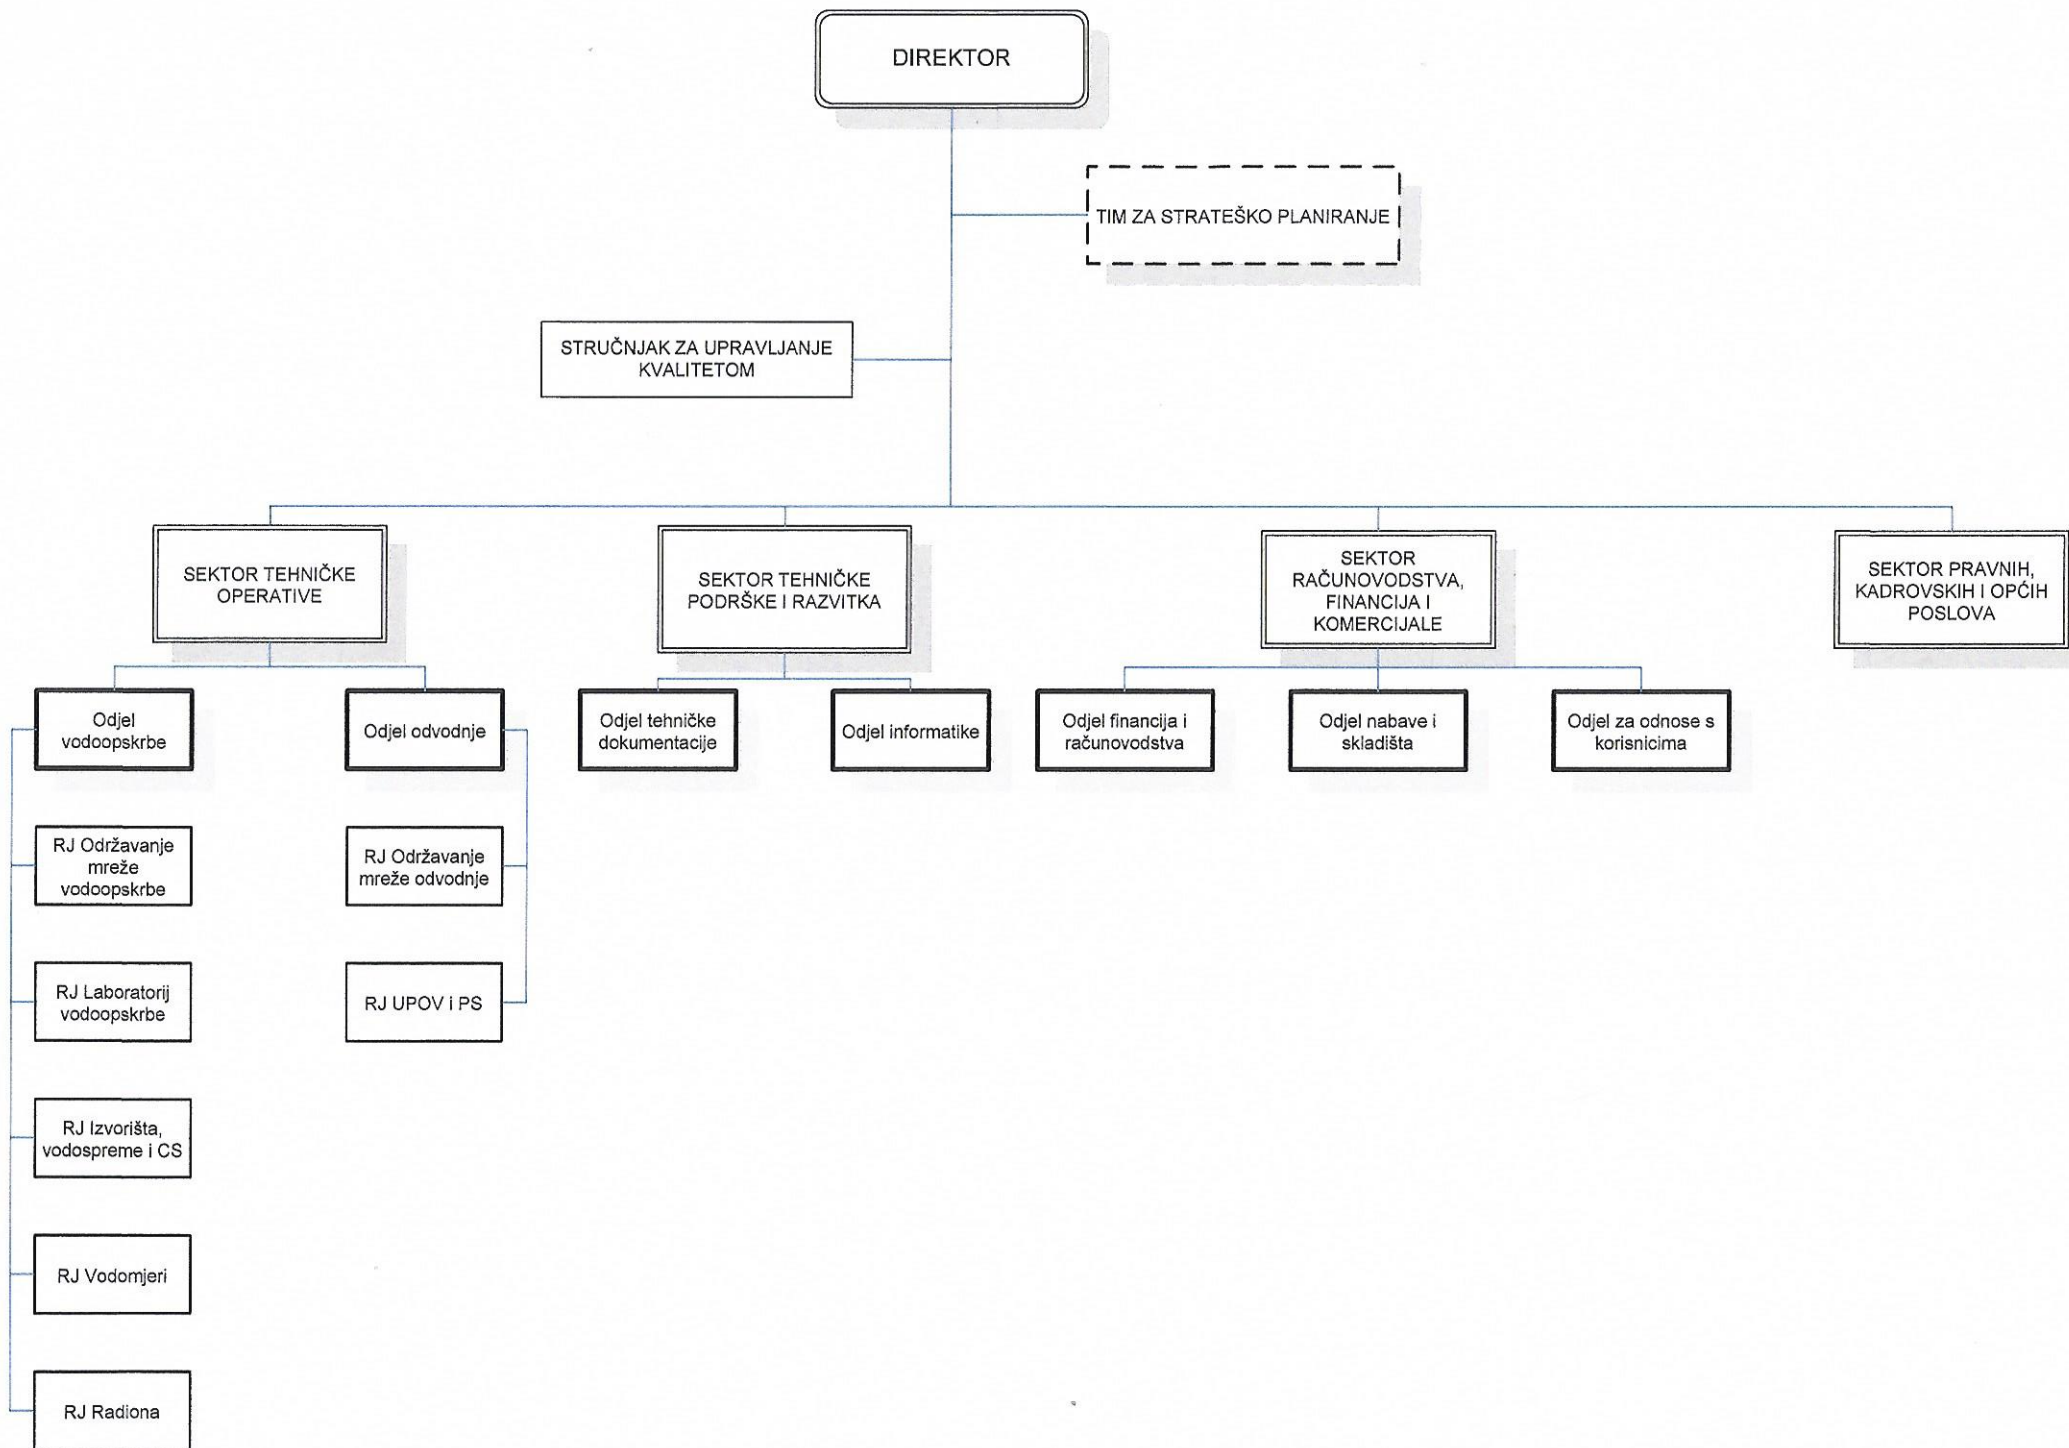 DIREKTOR
TIM ZA STRATEŠKO PLANIRANJE
STRUČNJAK ZA UPRAVLJANJE
KVALITETOM
SEKTOR TEHNIČKE
OPERATIVE
SEKTOR TEHNIČKE
PODRŠKE I RAZVITKA
SEKTOR
RAČUNOVODSTVA,
FINANCIJA I
KOMERCIJALE
SEKTOR PRAVNIH,
KADROVSKIH I OPĆIH
POSLOVA
Odjel
vodoopskrbe
Odjel odvodnje
Odjel tehničke
dokumentacije
Odjel informatike
Odjel financija i
računovodstva
Odjel nabave i
skladišta
Odjel za odnose s
korisnicima
RJ Održavanje
mreže
vodoopskrbe
RJ Održavanje
mreže odvodnje
RJ Laboratorij
vodoopskrbe
RJ UPOV i PS
RJ Izvorišta,
vodospreme i CS
RJ Vodomjeri
RJ Radiona